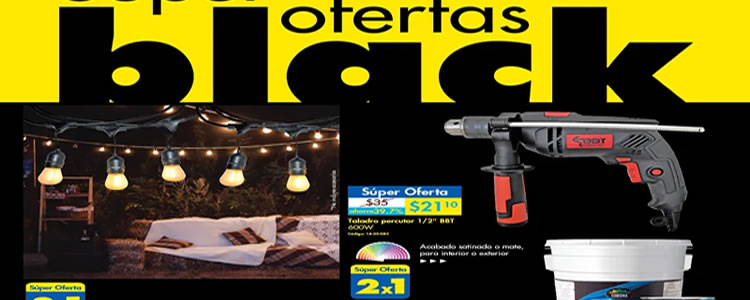 Súper
ofertas
black
Súper Oferta
$35
ahorra 39,7%
$21 10
Taladro percutor 1/2" BBT
600W
BBT
Acabado satinado o mate,
para interior o exterior
Súper Oferta
2x1
Súper Oferta